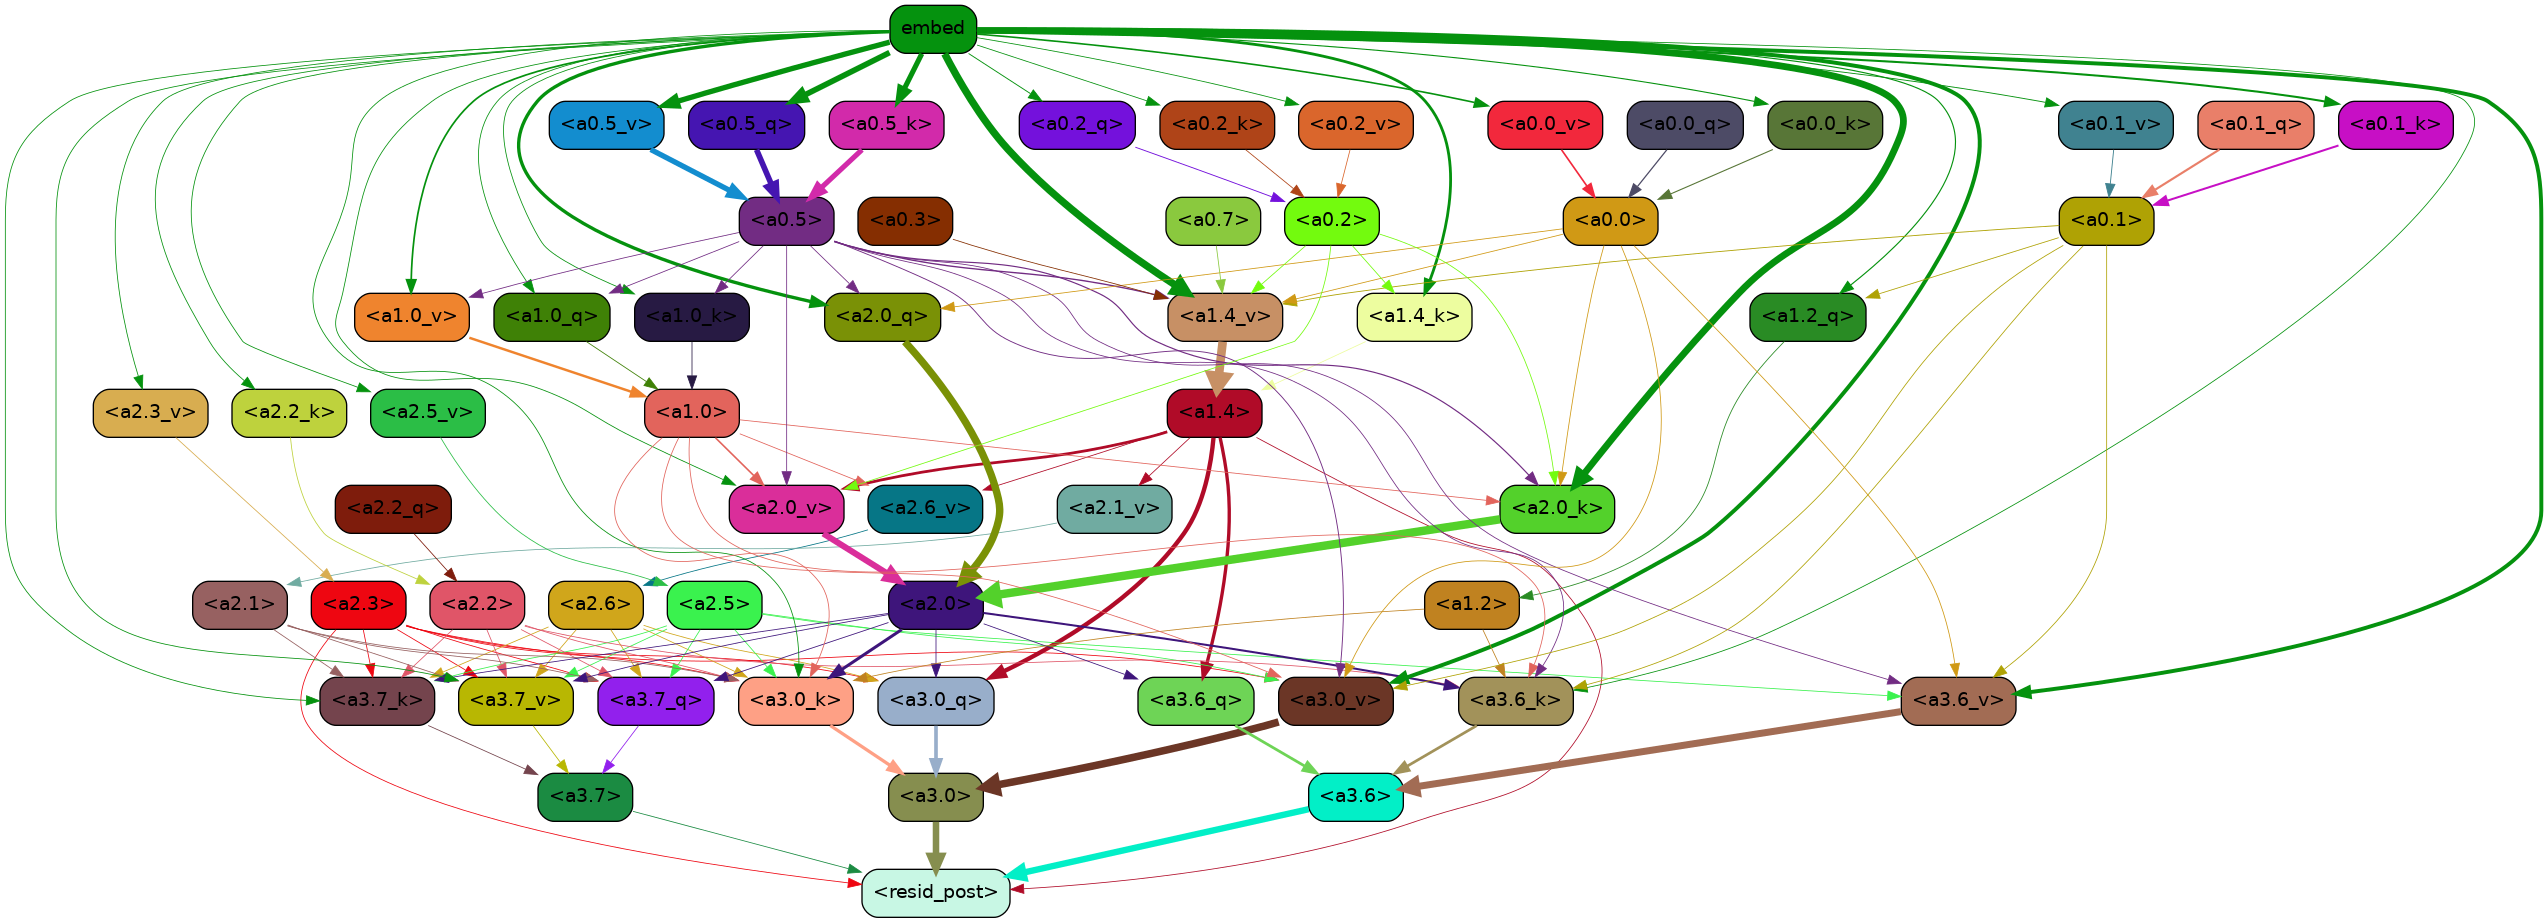 embed
<a0.5_v>
<a0.5_q>
<a0.5_k>
<a0.2_q>
<a0.2_k>
<a0.2_v>
<a0.0_v>
<a0.0_q>
<a0.0_k>
<a0.1_v>
<a0.1_q>
<a0.1_k>
<a0.5>
<a0.3>
<a0.7>
<a0.2>
<a0.0>
<a0.1>
<a1.0_v>
<a1.0_q>
<a1.0_k>
<a2.0_q>
<a1.4_v>
<a1.4_k>
<a1.2_q>
<a2.3_v>
<a2.2_k>
<a2.5_v>
<a1.0>
<a1.4>
<a2.2_q>
<a2.0_v>
<a2.6_v>
<a2.1_v>
<a2.0_k>
<a2.1>
<a2.3>
<a2.2>
<a2.6>
<a2.5>
<a2.0>
<a1.2>
<a3.7_k>
<a3.7_v>
<a3.7_q>
<a3.0_k>
<a3.0_q>
<a3.6_q>
<a3.0_v>
<a3.6_k>
<a3.6_v>
<a3.7>
<a3.0>
<a3.6>
<resid_post>